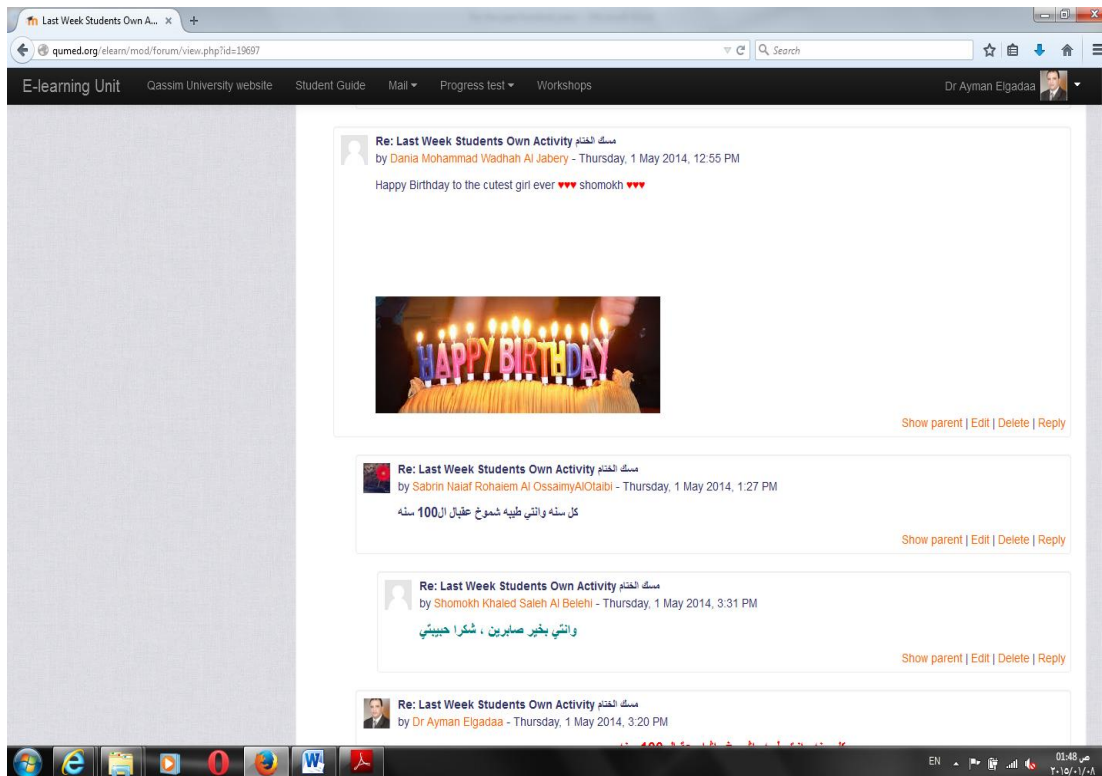 Last Week Students Own A...
qumed.org/elearn/mod/forum/view.php?id=19697
Search
E-learning Unit
Qassim University website
Student Guide
Mail
Progress test
Workshops
Dr Ayman Elgadaa
Re: Last Week Students Own Activity مسك الختام
by Dania Mohammad Wadhah Al Jabery - Thursday, 1 May 2014, 12:55 PM
Happy Birthday to the cutest girl ever ♥♥♥ shomokh ♥♥♥
HAPPY BIRTHDAY
Show parent | Edit | Delete | Reply
Re: Last Week Students Own Activity مسك الختام
by Sabrin Naiaf Rohaiem Al OssaimyAlOtaibi - Thursday, 1 May 2014, 1:27 PM
كل سنه وانتي طيبه شموخ عقبال ال100 سنه
Show parent | Edit | Delete | Reply
Re: Last Week Students Own Activity مسك الختام
by Shomokh Khaled Saleh Al Belehi - Thursday, 1 May 2014, 3:31 PM
وانتي بخير صابرين ، شكرا حبيبتي
Show parent | Edit | Delete | Reply
Re: Last Week Students Own Activity مسك الختام
by Dr Ayman Elgadaa - Thursday, 1 May 2014, 3:20 PM
EN
01:48 ص
٢٠١٥/٠١/٠٨